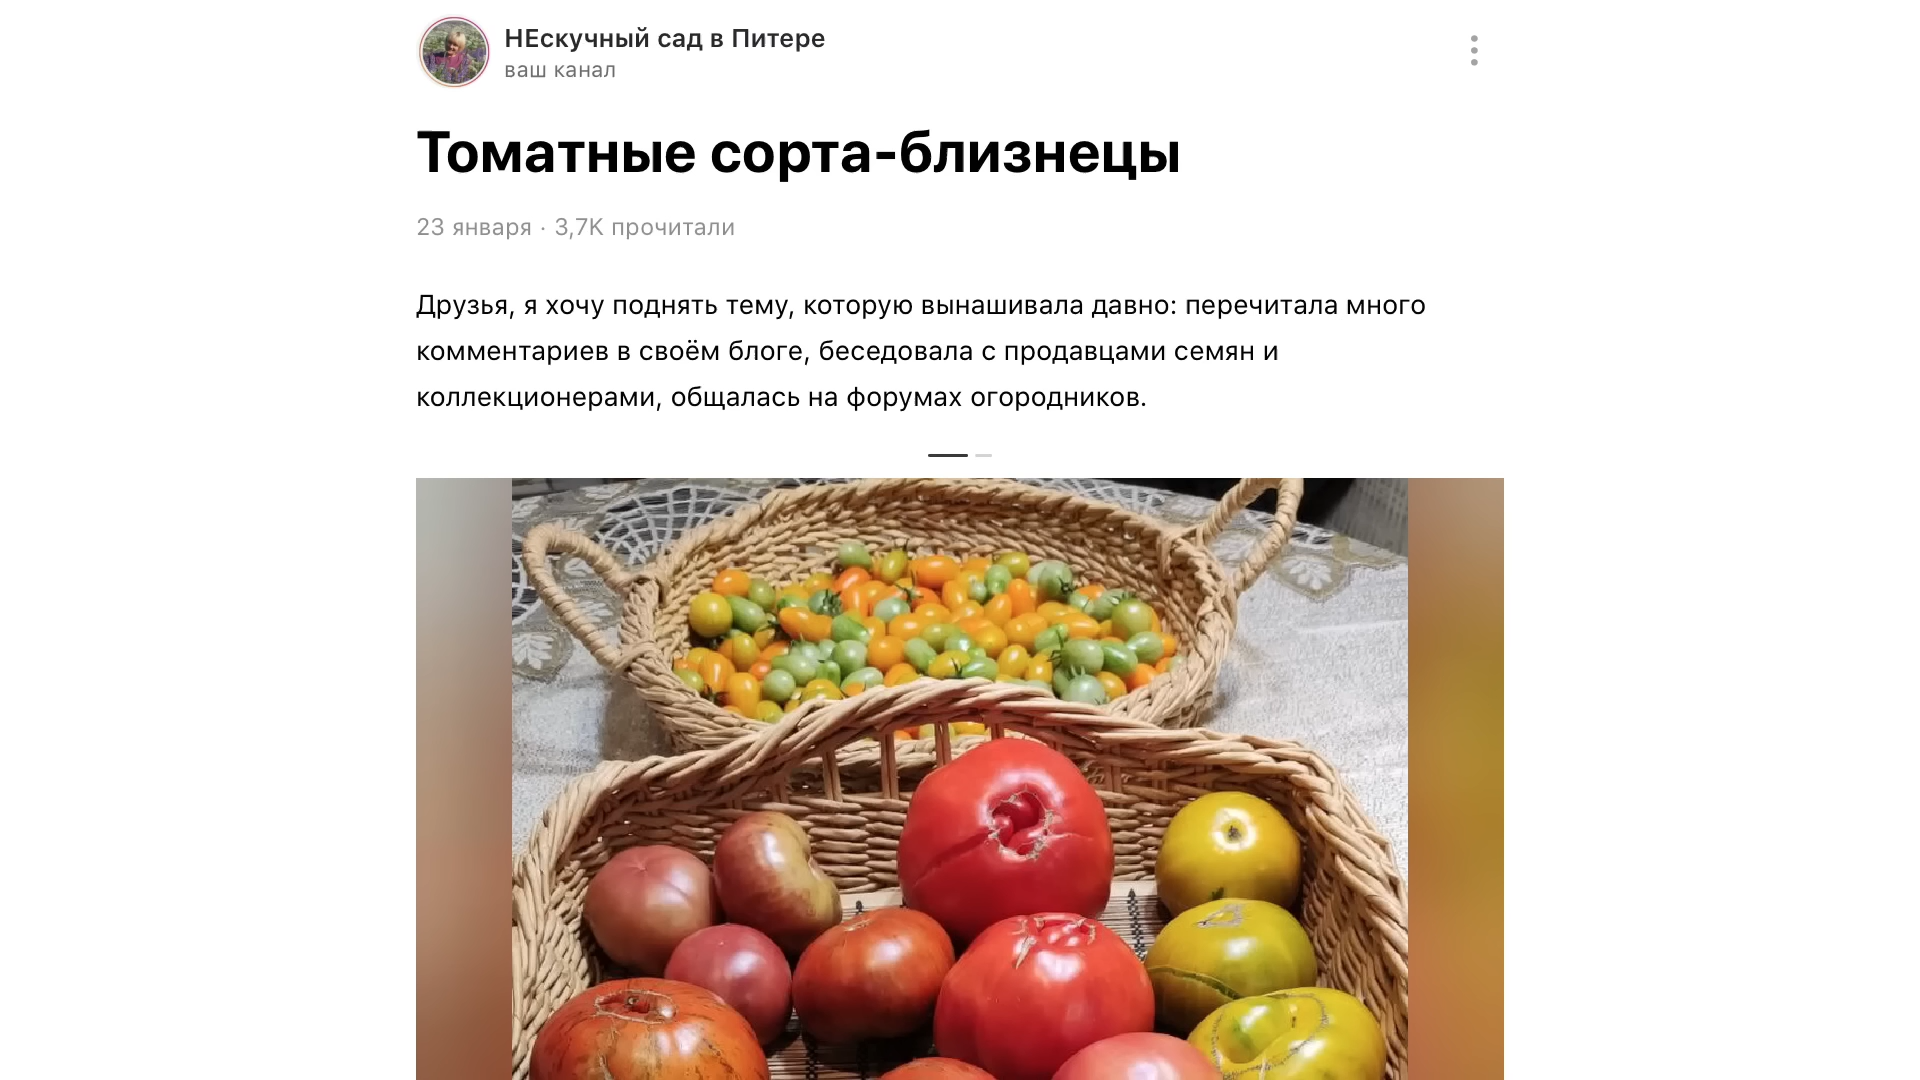 НЕскучный сад в Питере
ваш канал
Томатные сорта-близнецы
23 января · 3,7K прочитали
Друзья, я хочу поднять тему, которую вынашивала давно: перечитала много
комментариев в своём блоге, беседовала с продавцами семян и
коллекционерами, общалась на форумах огородников.